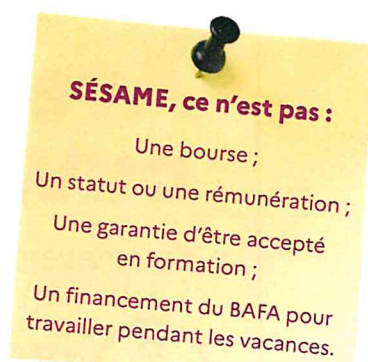 SÉSAME, ce n'est pas :
Une bourse ;
Un statut ou une rémunération ;
Une garantie d'être accepté
en formation ;
Un financement du BAFA pour
travailler pendant les vacances.